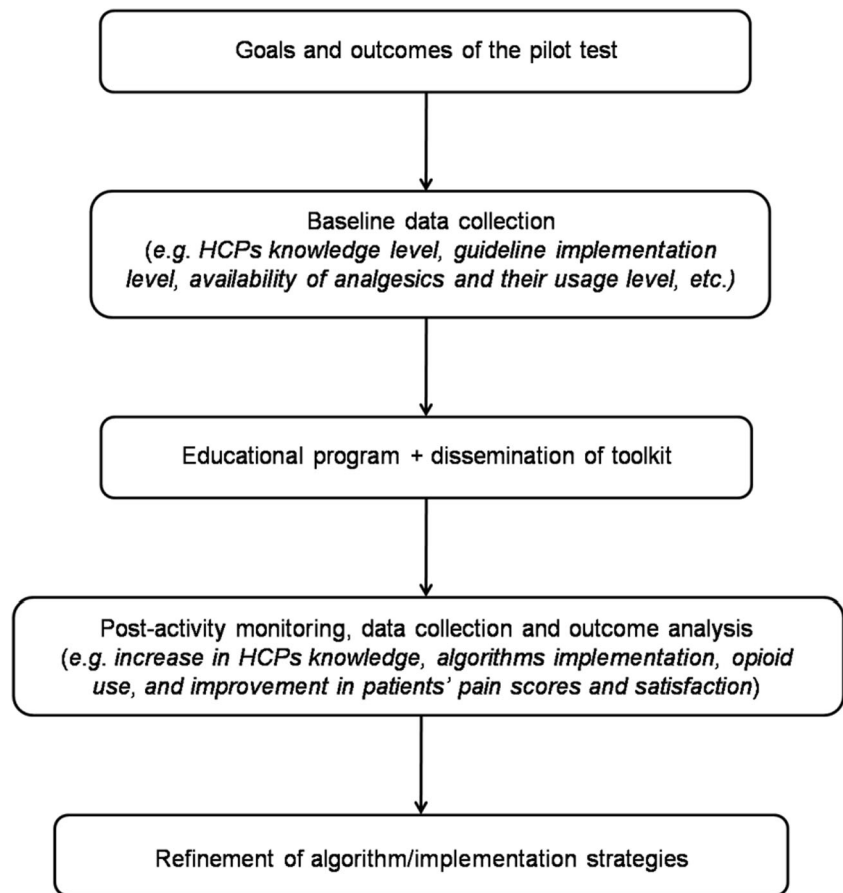 Goals and outcomes of the pilot test
Baseline data collection
(e.g. HCPs knowledge level, guideline implementation
level, availability of analgesics and their usage level, etc.)
Educational program + dissemination of toolkit
Post-activity monitoring, data collection and outcome analysis
(e.g. increase in HCPs knowledge, algorithms implementation, opioid
use, and improvement in patients’ pain scores and satisfaction)
Refinement of algorithm/implementation strategies